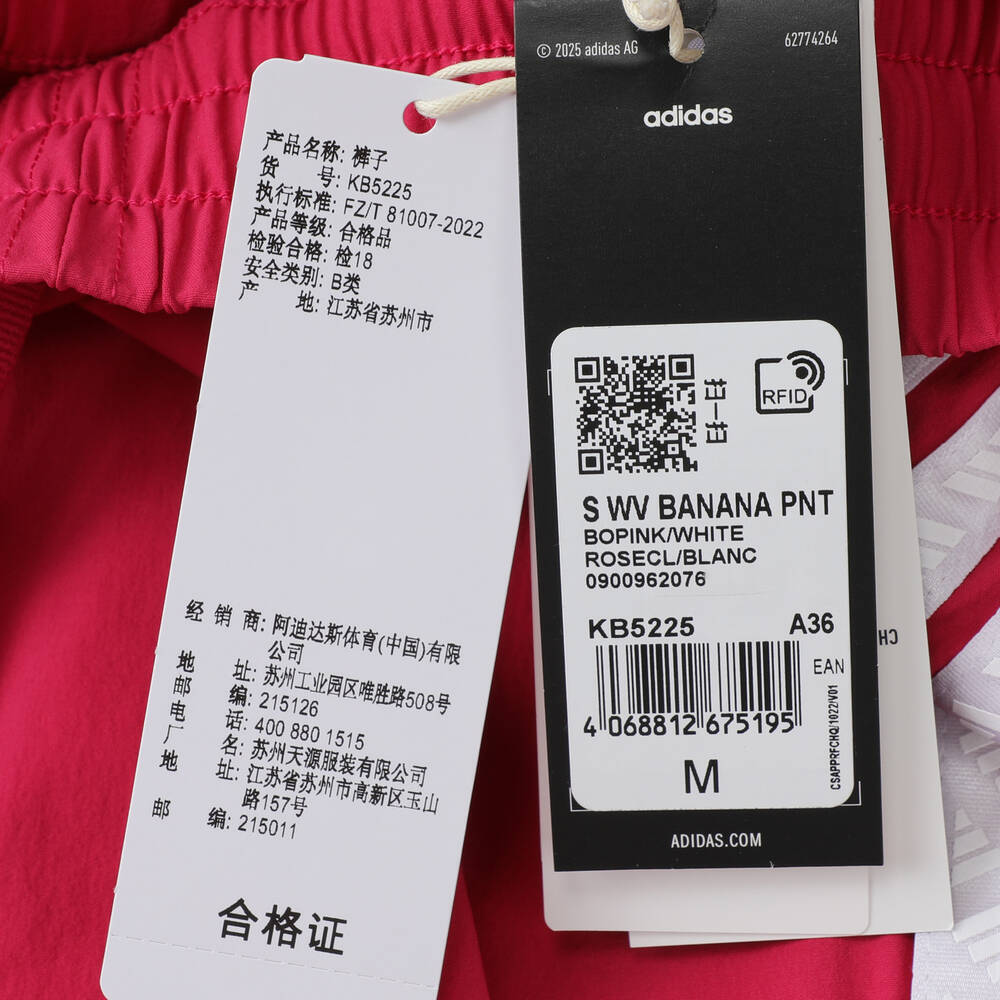 产品名称: 裤子
货 号: KB5225
执行标准: FZ/T 81007-2022
产品等级: 合格品
检验合格: 检18
安全类别: B类
产 地: 江苏省苏州市
经 销 商: 阿迪达斯体育(中国)有限
公司
地 址: 苏州工业园区唯胜路508号
邮 编: 215126
电 话: 400 880 1515
厂 名: 苏州天源服装有限公司
地 址: 江苏省苏州市高新区玉山
路157号
邮 编: 215011
合格证
© 2025 adidas AG
62774264
adidas
扫一扫
RFID
S WV BANANA PNT
BOPINK/WHITE
ROSECL/BLANC
0900962076
KB5225 A36
EAN
4 068812 675195
CSAPPRFCHQ/1022/V01
M
ADIDAS.COM